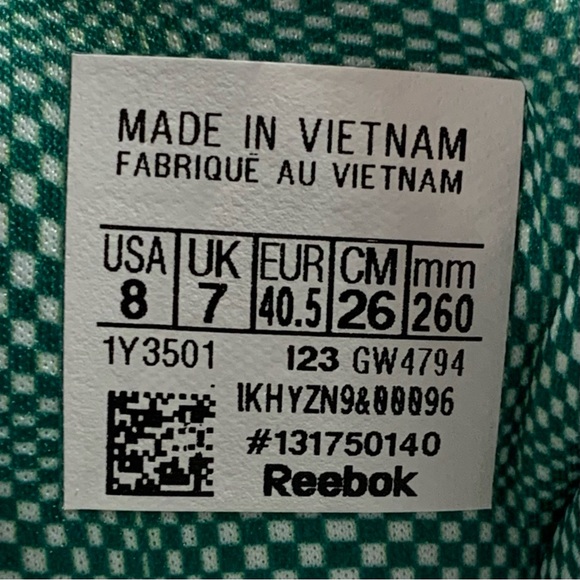 MADE IN VIETNAM
FABRIQUÉ AU VIETNAM
USA UK EUR CM mm
8 7 40.5 26 260
1Y3501 123 GW4794
1KHYZN9&00096
#131750140
Reebok